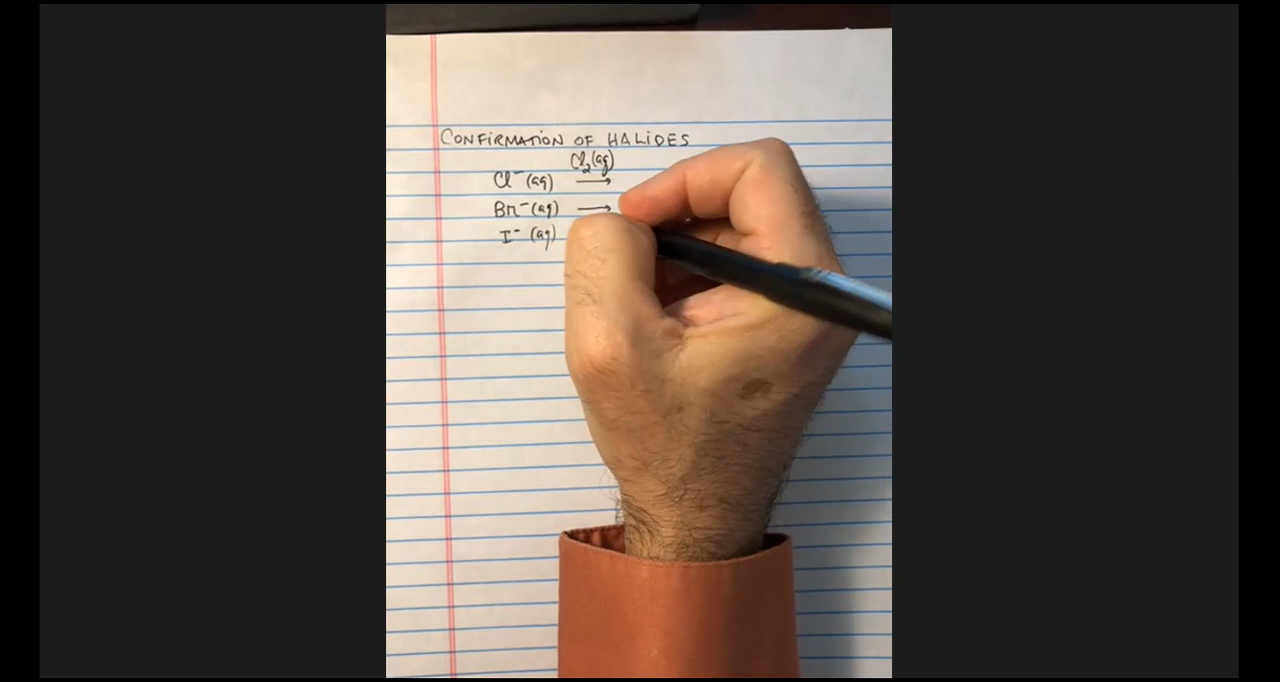 CONFIRMATION OF HALIDES
Cl₂(aq)
Cl⁻ (aq) →
Br⁻ (aq) →
I⁻ (aq)